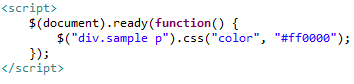 <script>
    $(document).ready(function() {
        $("div.sample p").css("color", "#ff0000");
    });
</script>